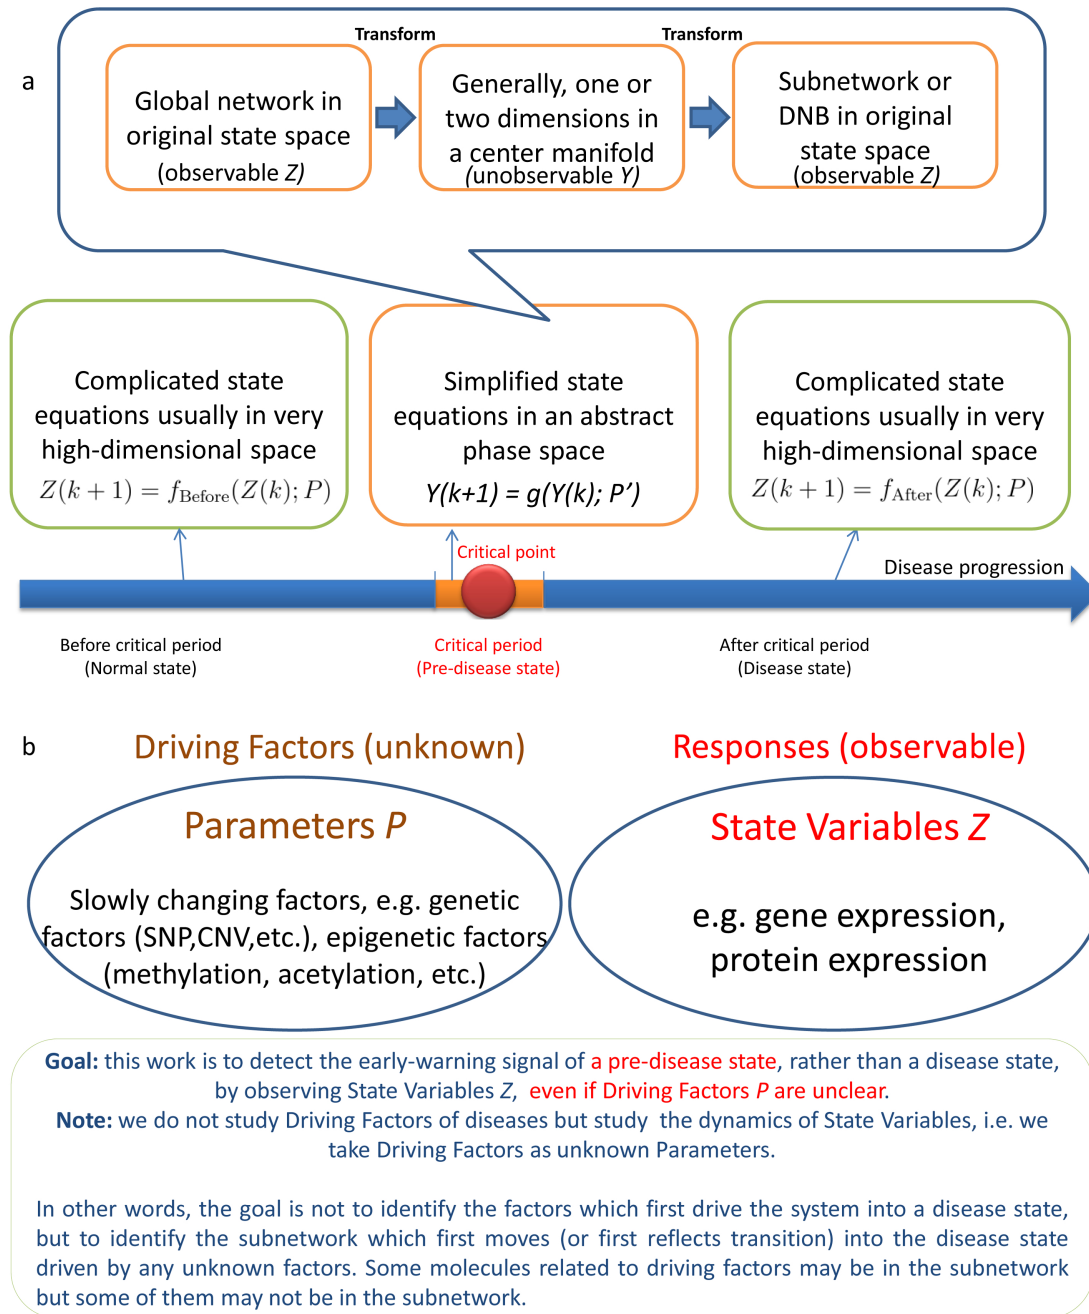 a
Transform
Transform
Global network in
original state space
(observable Z)
Generally, one or
two dimensions in
a center manifold
(unobservable Y)
Subnetwork or
DNB in original
state space
(observable Z)
Complicated state
equations usually in very
high-dimensional space
Z(k + 1) = f_Before(Z(k); P)
Simplified state
equations in an abstract
phase space
Y(k+1) = g(Y(k); P’)
Complicated state
equations usually in very
high-dimensional space
Z(k + 1) = f_After(Z(k); P)
Critical point
Disease progression
Before critical period
(Normal state)
Critical period
(Pre-disease state)
After critical period
(Disease state)
b
Driving Factors (unknown)
Parameters P
Slowly changing factors, e.g. genetic
factors (SNP,CNV,etc.), epigenetic factors
(methylation, acetylation, etc.)
Responses (observable)
State Variables Z
e.g. gene expression,
protein expression
Goal: this work is to detect the early-warning signal of a pre-disease state, rather than a disease state,
by observing State Variables Z, even if Driving Factors P are unclear.
Note: we do not study Driving Factors of diseases but study the dynamics of State Variables, i.e. we
take Driving Factors as unknown Parameters.
In other words, the goal is not to identify the factors which first drive the system into a disease state,
but to identify the subnetwork which first moves (or first reflects transition) into the disease state
driven by any unknown factors. Some molecules related to driving factors may be in the subnetwork
but some of them may not be in the subnetwork.